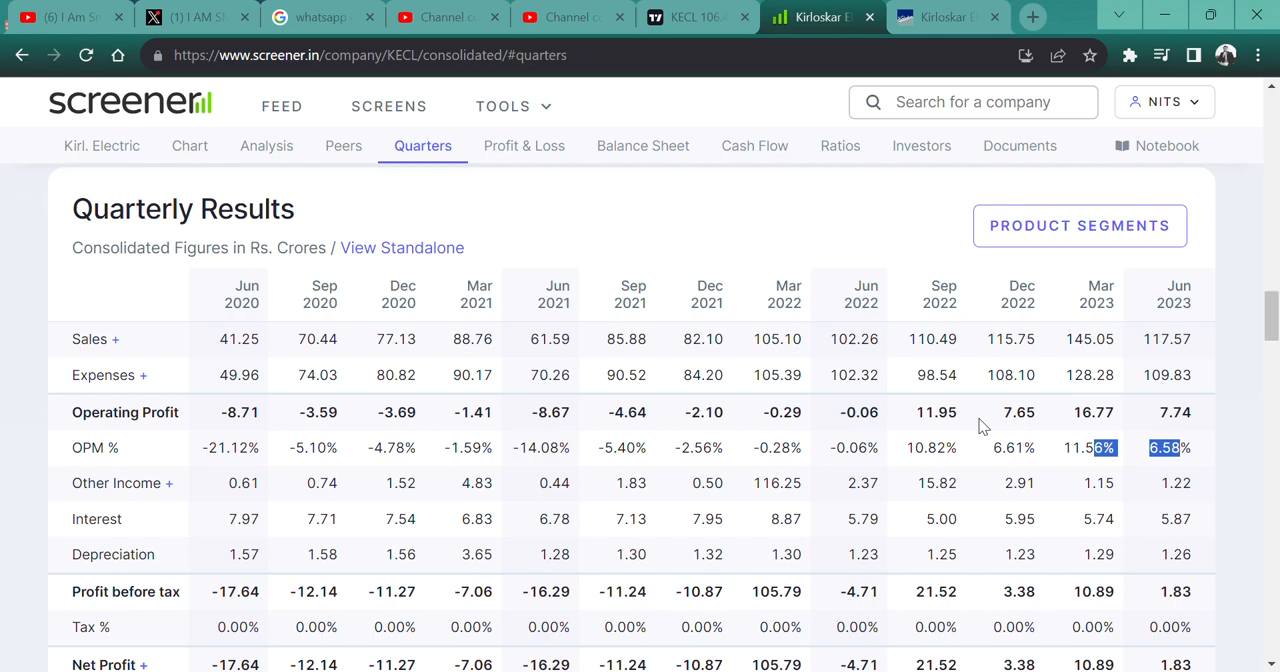 (6) I Am Sn
(1) I AM SN
whatsapp
Channel c
Channel c
KECL 106.
Kirloskar E
Kirloskar E
https://www.screener.in/company/KECL/consolidated/#quarters
screener
FEED SCREENS TOOLS
Search for a company
NITS
Kirl. Electric Chart Analysis Peers Quarters Profit & Loss Balance Sheet Cash Flow Ratios Investors Documents Notebook
Quarterly Results
PRODUCT SEGMENTS
Consolidated Figures in Rs. Crores / View Standalone
Jun Sep Dec Mar Jun Sep Dec Mar Jun Sep Dec Mar Jun
2020 2020 2020 2021 2021 2021 2021 2022 2022 2022 2022 2023 2023
Sales + 41.25 70.44 77.13 88.76 61.59 85.88 82.10 105.10 102.26 110.49 115.75 145.05 117.57
Expenses + 49.96 74.03 80.82 90.17 70.26 90.52 84.20 105.39 102.32 98.54 108.10 128.28 109.83
Operating Profit -8.71 -3.59 -3.69 -1.41 -8.67 -4.64 -2.10 -0.29 -0.06 11.95 7.65 16.77 7.74
OPM % -21.12% -5.10% -4.78% -1.59% -14.08% -5.40% -2.56% -0.28% -0.06% 10.82% 6.61% 11.56% 6.58%
Other Income + 0.61 0.74 1.52 4.83 0.44 1.83 0.50 116.25 2.37 15.82 2.91 1.15 1.22
Interest 7.97 7.71 7.54 6.83 6.78 7.13 7.95 8.87 5.79 5.00 5.95 5.74 5.87
Depreciation 1.57 1.58 1.56 3.65 1.28 1.30 1.32 1.30 1.23 1.25 1.23 1.29 1.26
Profit before tax -17.64 -12.14 -11.27 -7.06 -16.29 -11.24 -10.87 105.79 -4.71 21.52 3.38 10.89 1.83
Tax % 0.00% 0.00% 0.00% 0.00% 0.00% 0.00% 0.00% 0.00% 0.00% 0.00% 0.00% 0.00% 0.00%
Net Profit + -17.64 -12.14 -11.27 -7.06 -16.29 -11.24 -10.87 105.79 -4.71 21.52 3.38 10.89 1.83